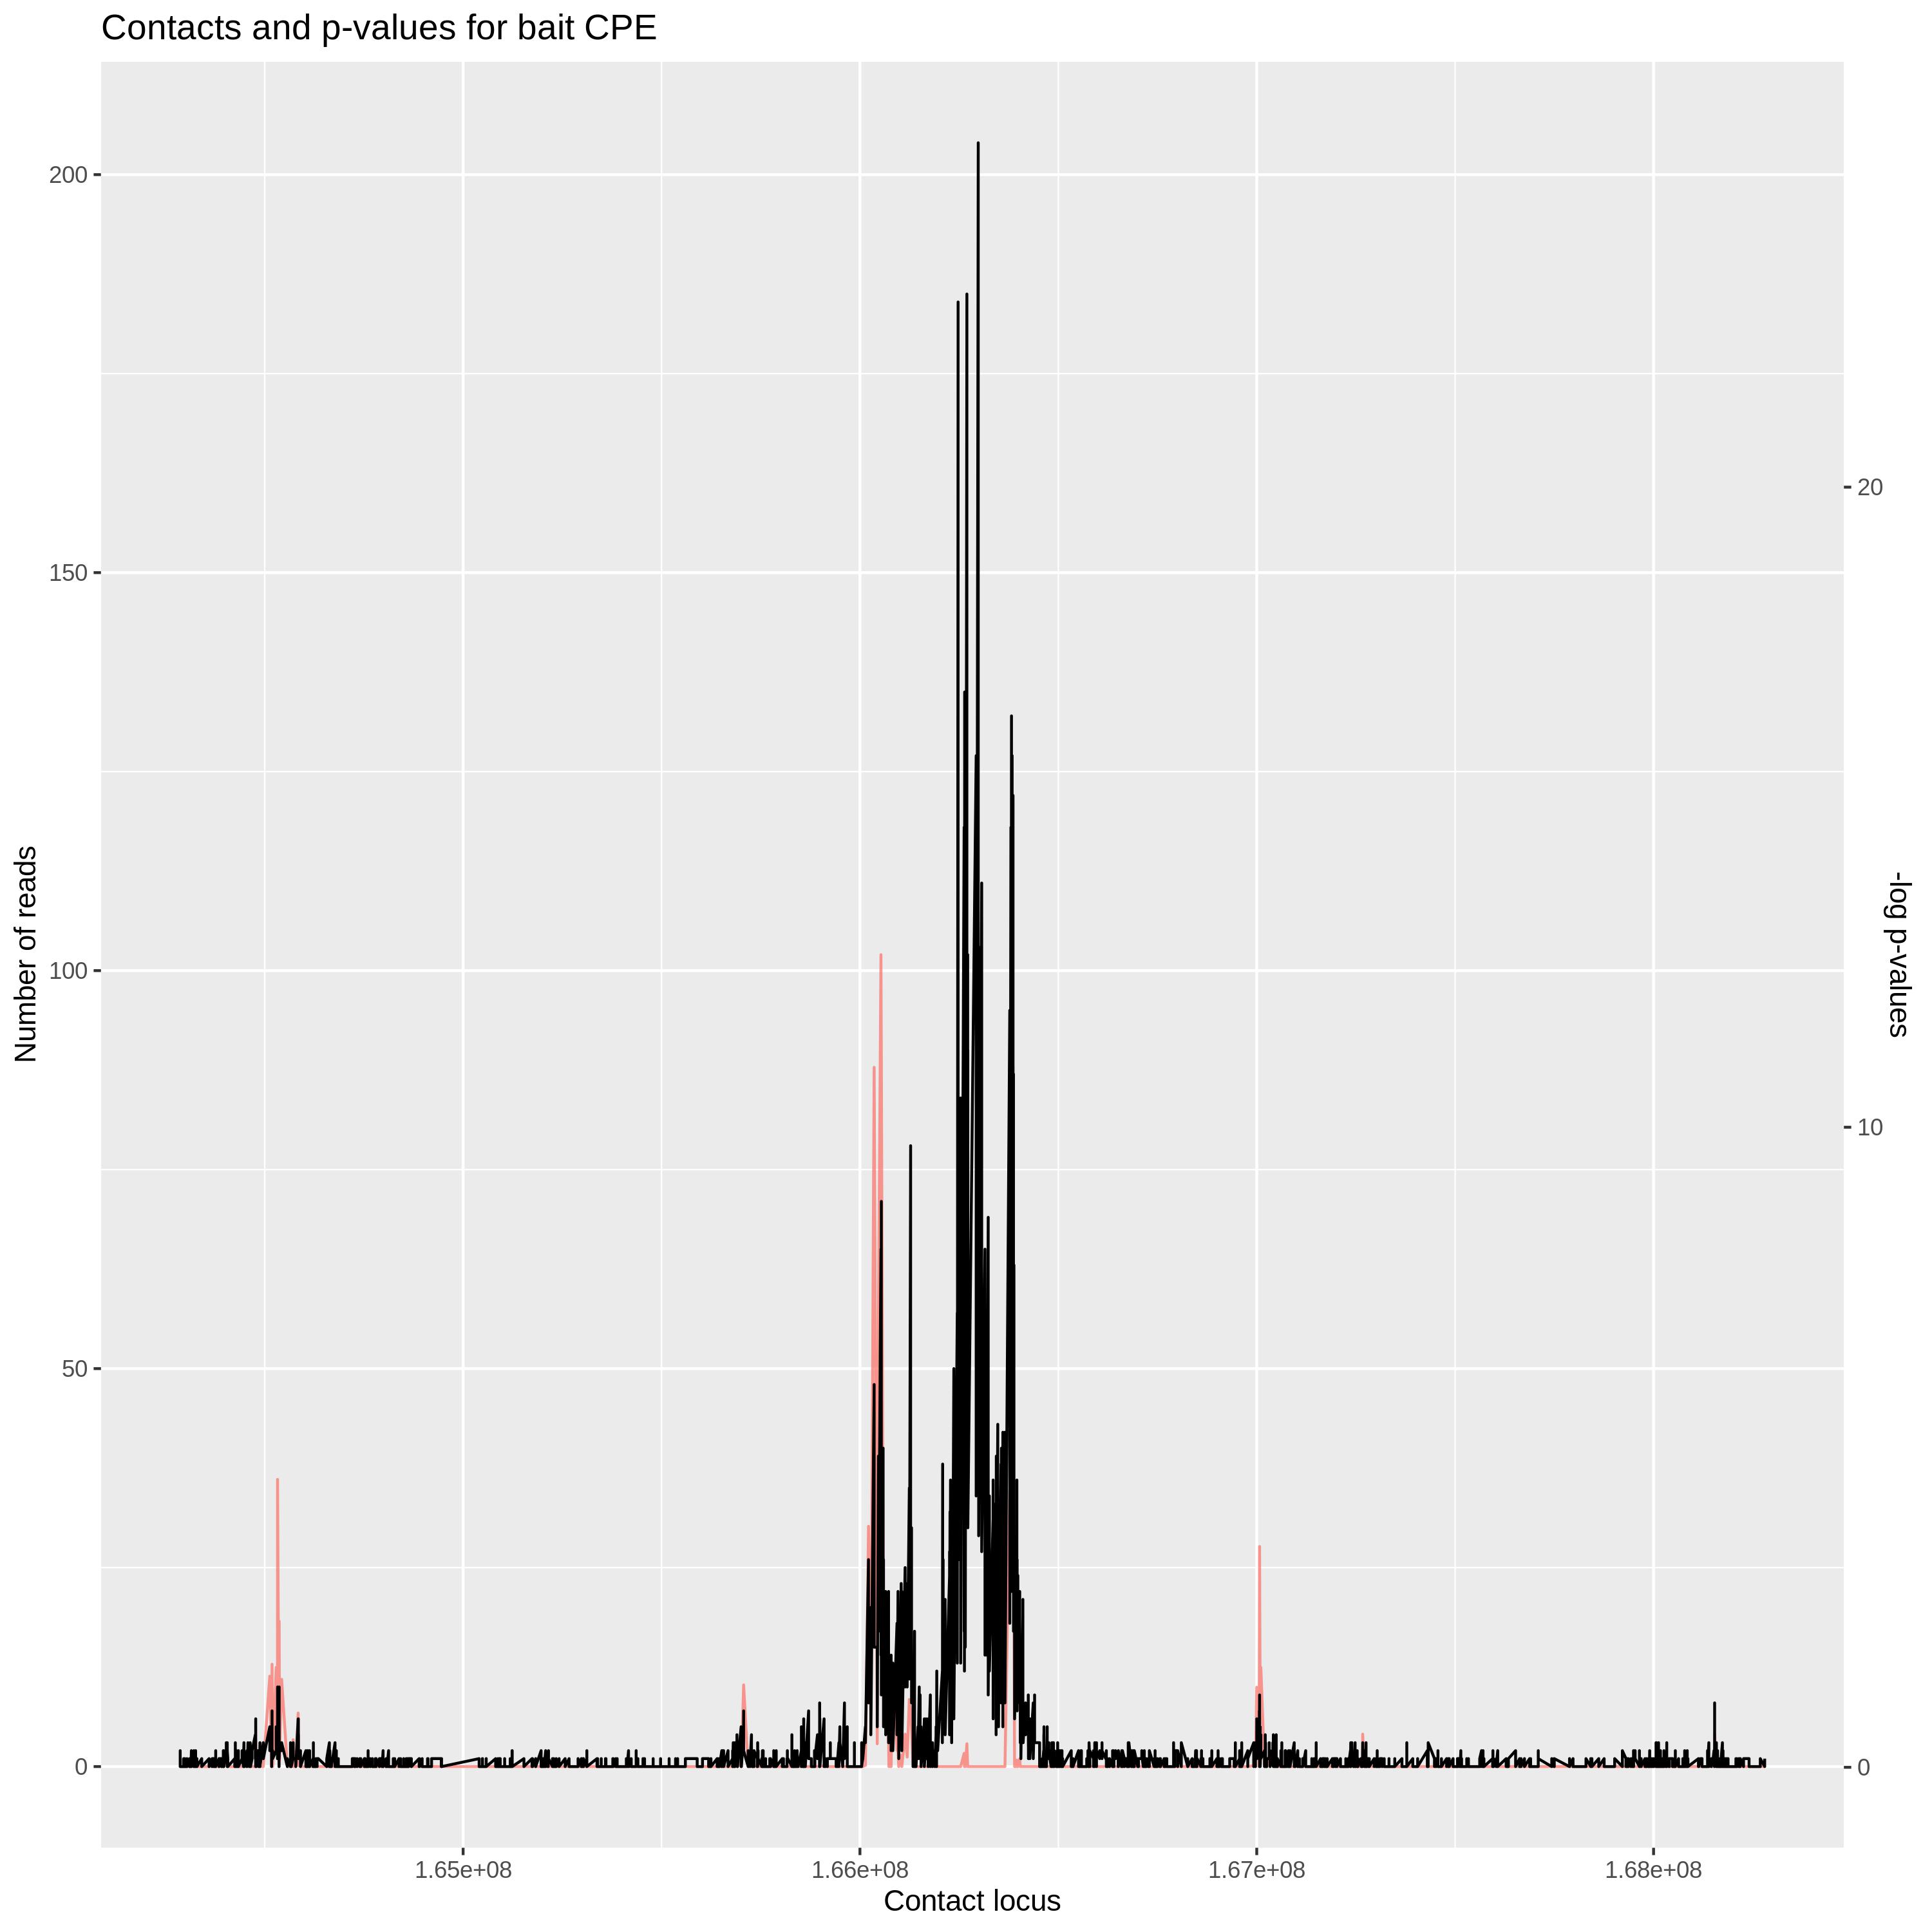 Contacts and p-values for bait CPE
200
150
100
50
0
Number of reads
20
10
0
-log p-values
1.65e+08
1.66e+08
1.67e+08
1.68e+08
Contact locus